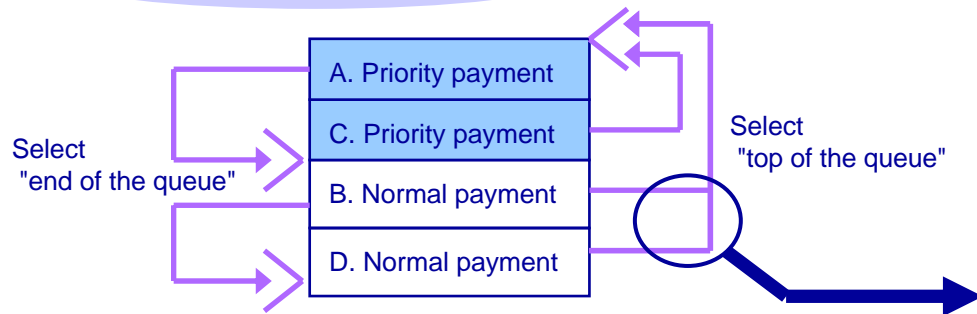 A. Priority payment
C. Priority payment
B. Normal payment
D. Normal payment
Select
"end of the queue"
Select
"top of the queue"